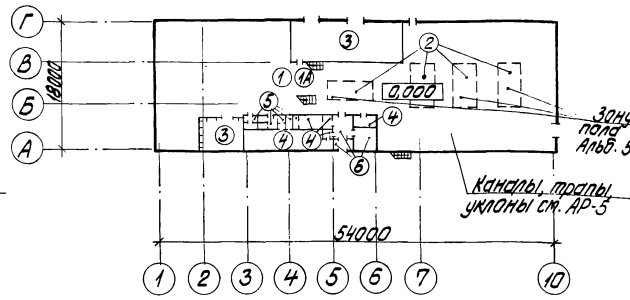 Г
В
Б
А
18000
3
2
1
1А
0,000
5
4
3
4
4
6
Зону
пола
Альб. 5
Каналы, трапы,
уклоны см. АР-5
54000
1 2 3 4 5 6 7 10